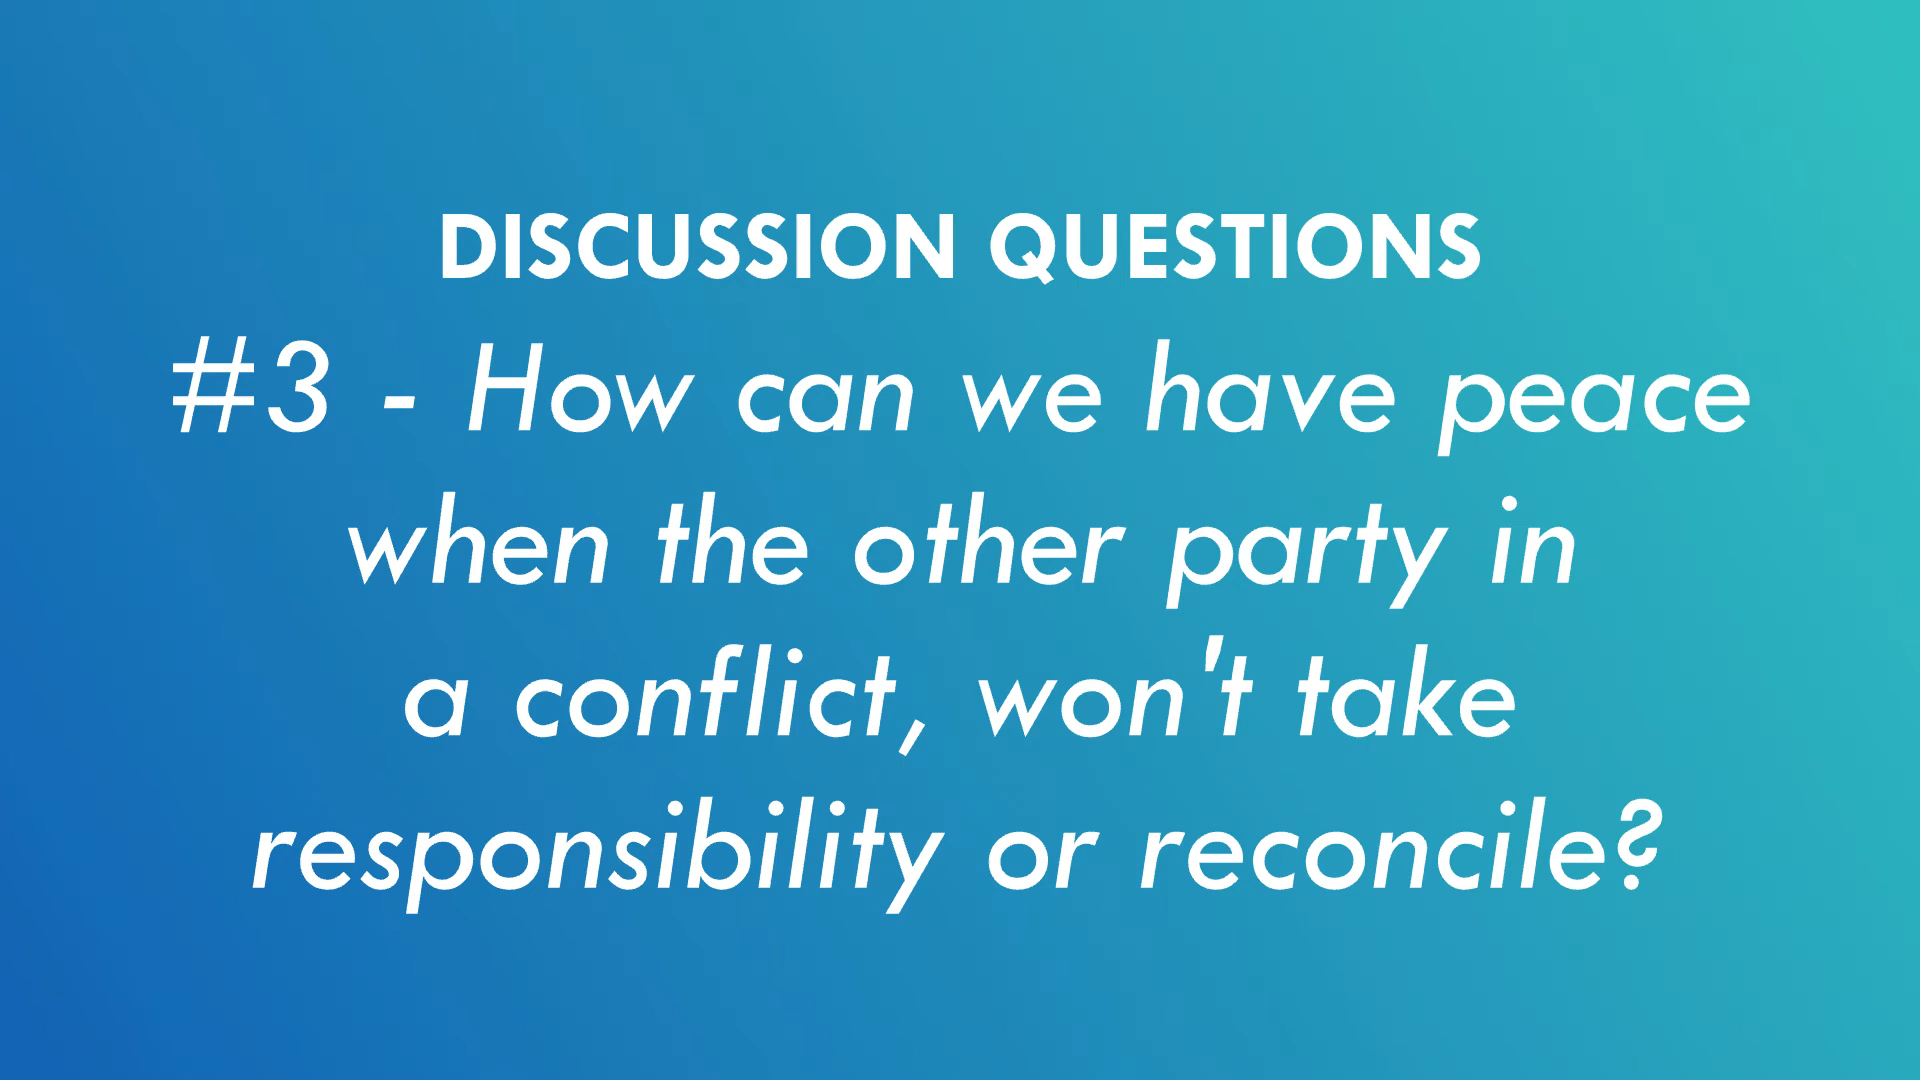 DISCUSSION QUESTIONS
#3 - How can we have peace
when the other party in
a conflict, won't take
responsibility or reconcile?